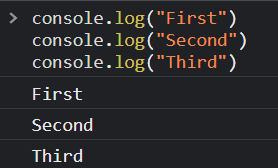 console.log("First")
console.log("Second")
console.log("Third")
First
Second
Third